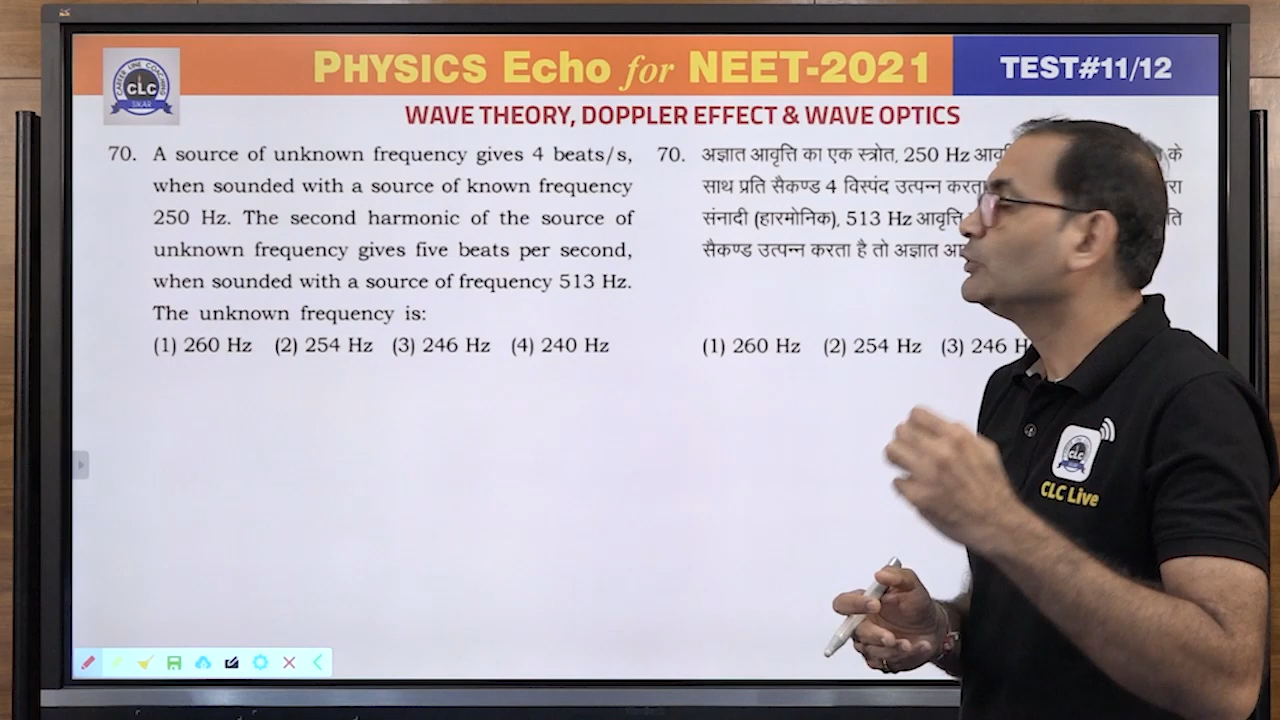 PHYSICS Echo for NEET-2021
TEST#11/12
CLC
SIKAR
WAVE THEORY, DOPPLER EFFECT & WAVE OPTICS
70. A source of unknown frequency gives 4 beats/s,
when sounded with a source of known frequency
250 Hz. The second harmonic of the source of
unknown frequency gives five beats per second,
when sounded with a source of frequency 513 Hz.
The unknown frequency is:
(1) 260 Hz (2) 254 Hz (3) 246 Hz (4) 240 Hz
70. अज्ञात आवृत्ति का एक स्त्रोत, 250 Hz के
साथ प्रति सैकण्ड 4 विस्पंद उत्पन्न
संनादी (हारमोनिक), 513 Hz
सैकण्ड उत्पन्न करता है तो अज्ञात
(1) 260 Hz (2) 254 Hz (3) 246
CLC
CLC Live